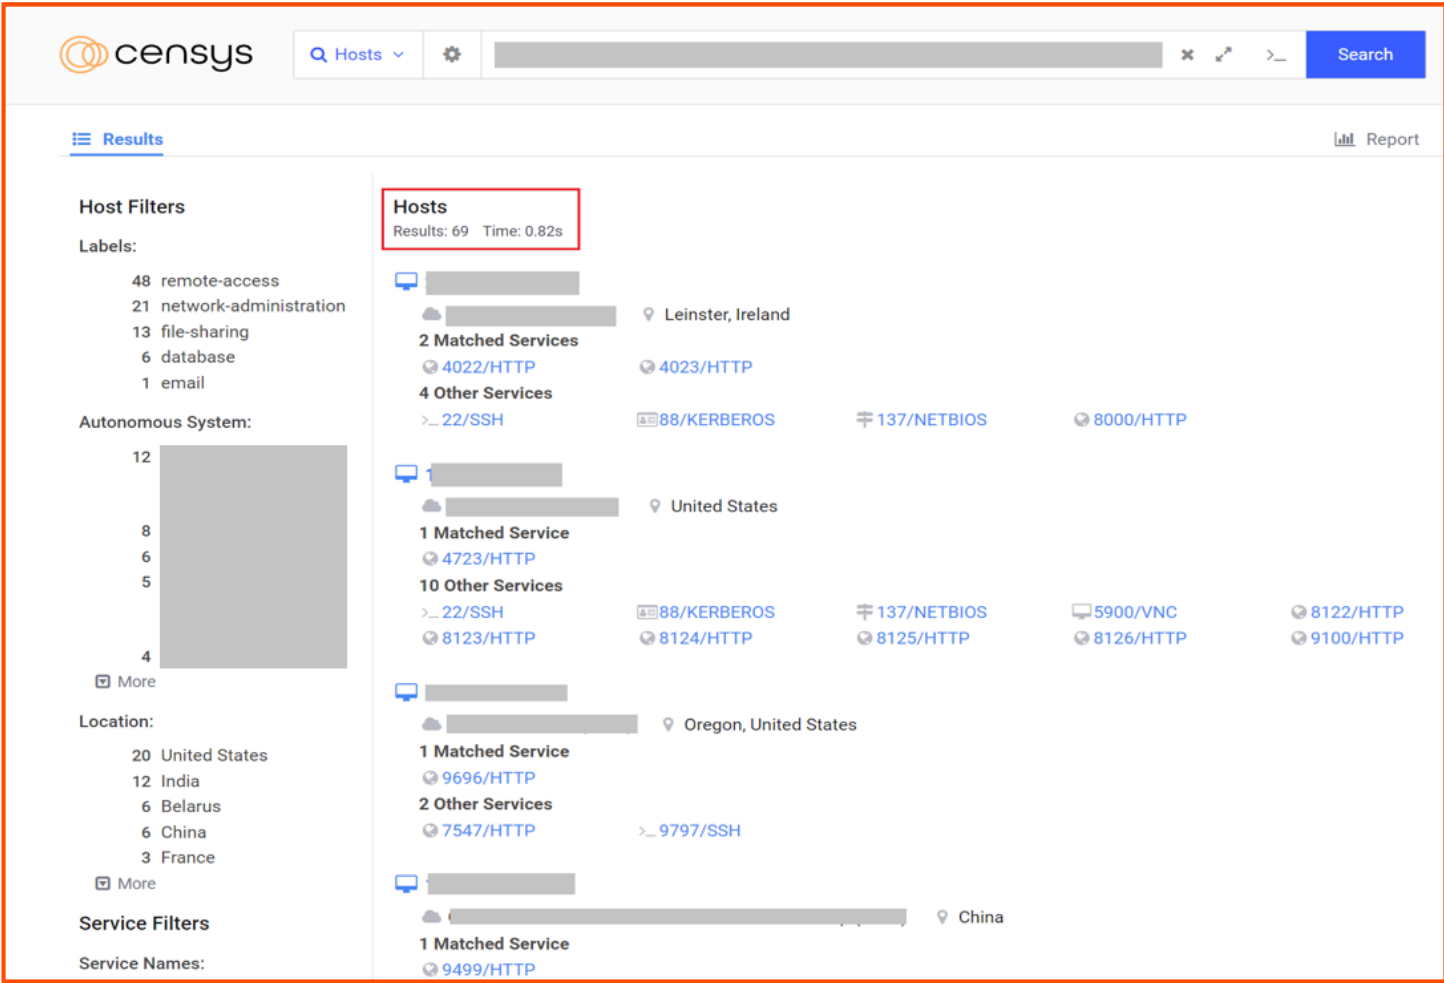 censys
Hosts
>_
Search
Results
Report
Host Filters
Labels:
48 remote-access
21 network-administration
13 file-sharing
6 database
1 email
Autonomous System:
12
8
6
5
4
More
Location:
20 United States
12 India
6 Belarus
6 China
3 France
More
Service Filters
Service Names:
Hosts
Results: 69 Time: 0.82s
Leinster, Ireland
2 Matched Services
4022/HTTP 4023/HTTP
4 Other Services
>_ 22/SSH 88/KERBEROS 137/NETBIOS 8000/HTTP
United States
1 Matched Service
4723/HTTP
10 Other Services
>_ 22/SSH 88/KERBEROS 137/NETBIOS 5900/VNC 8122/HTTP
8123/HTTP 8124/HTTP 8125/HTTP 8126/HTTP 9100/HTTP
Oregon, United States
1 Matched Service
9696/HTTP
2 Other Services
7547/HTTP >_ 9797/SSH
China
1 Matched Service
9499/HTTP